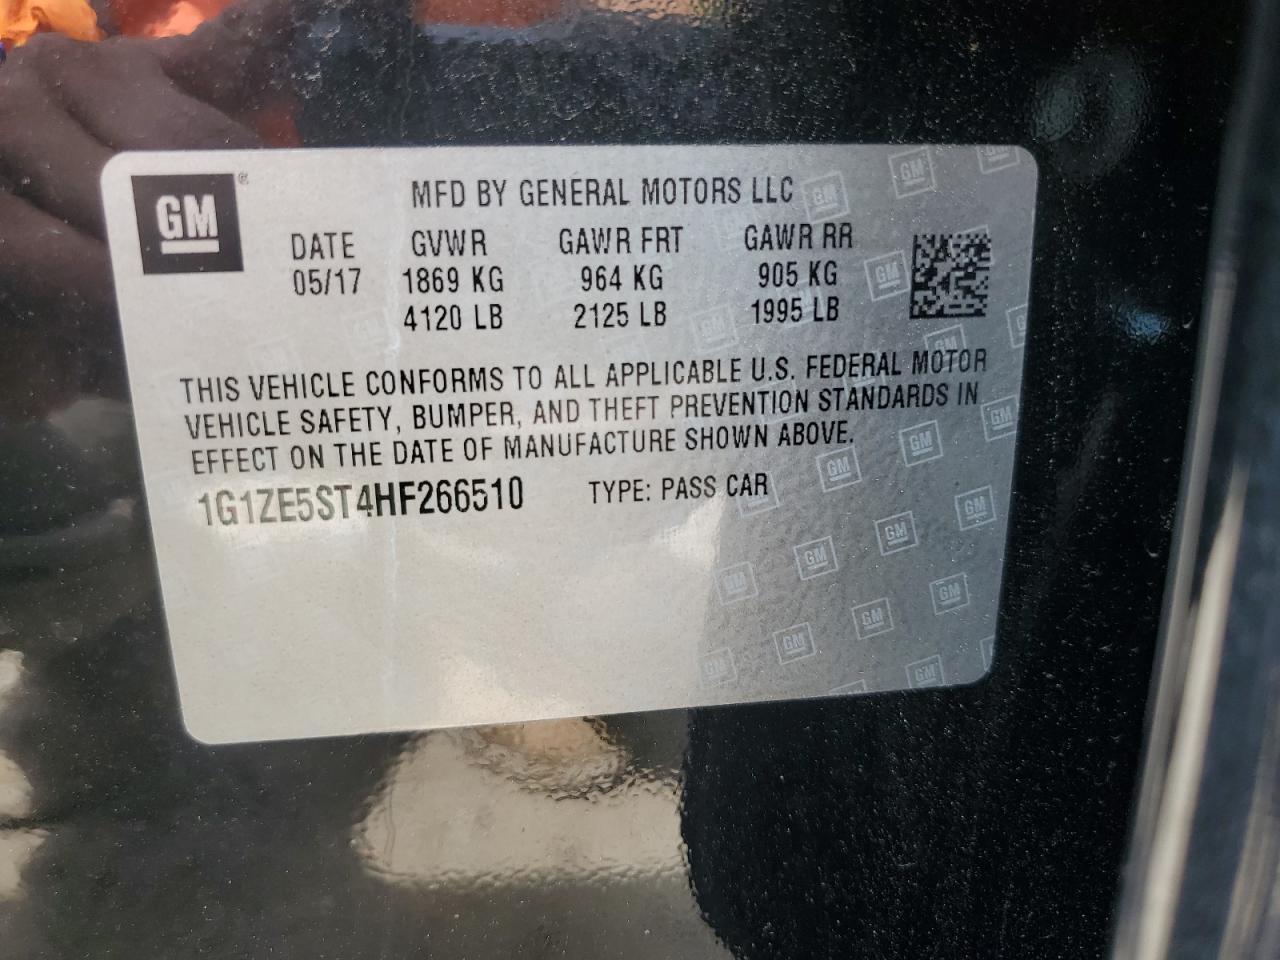 GM®
MFD BY GENERAL MOTORS LLC
DATE GVWR GAWR FRT GAWR RR
05/17 1869 KG 964 KG 905 KG
4120 LB 2125 LB 1995 LB
THIS VEHICLE CONFORMS TO ALL APPLICABLE U.S. FEDERAL MOTOR
VEHICLE SAFETY, BUMPER, AND THEFT PREVENTION STANDARDS IN
EFFECT ON THE DATE OF MANUFACTURE SHOWN ABOVE.
1G1ZE5ST4HF266510 TYPE: PASS CAR